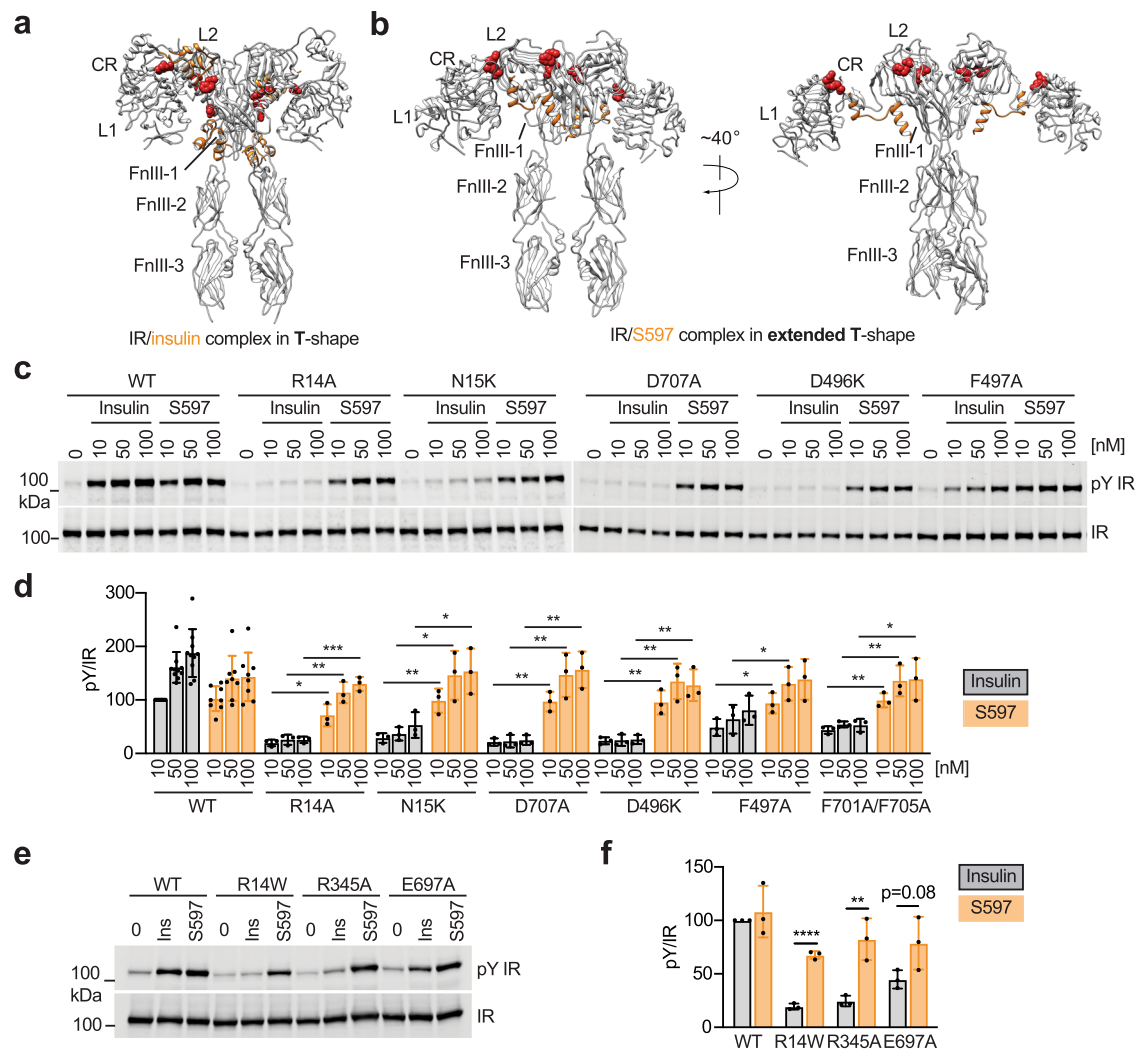 a
b
L2
CR
L1
FnIII-1
FnIII-2
FnIII-3
IR/insulin complex in T-shape
L2
CR
L1
FnIII-1
FnIII-2
FnIII-3
~40°
L2
CR
L1
FnIII-1
FnIII-2
FnIII-3
IR/S597 complex in extended T-shape
c
WT R14A N15K D707A D496K F497A
Insulin S597 Insulin S597 Insulin S597 Insulin S597 Insulin S597 Insulin S597
0 10 50 100 10 50 100 0 10 50 100 10 50 100 0 10 50 100 10 50 100 0 10 50 100 10 50 100 0 10 50 100 10 50 100 0 10 50 100 10 50 100 [nM]
100 pY IR
kDa
100 IR
d
300
200
100
0
pY/IR
* ** *** ** * * ** ** ** ** ** ** * * ** ** *
Insulin
S597
10 50 100 10 50 100 10 50 100 10 50 100 10 50 100 10 50 100 10 50 100 10 50 100 10 50 100 10 50 100 10 50 100 10 50 100 10 50 100 10 50 100 [nM]
WT R14A N15K D707A D496K F497A F701A/F705A
e
WT R14W R345A E697A
0 Ins S597 0 Ins S597 0 Ins S597 0 Ins S597
100 pY IR
kDa
100 IR
f
150
100
50
0
pY/IR
**** ** p=0.08
Insulin
S597
WT R14W R345A E697A